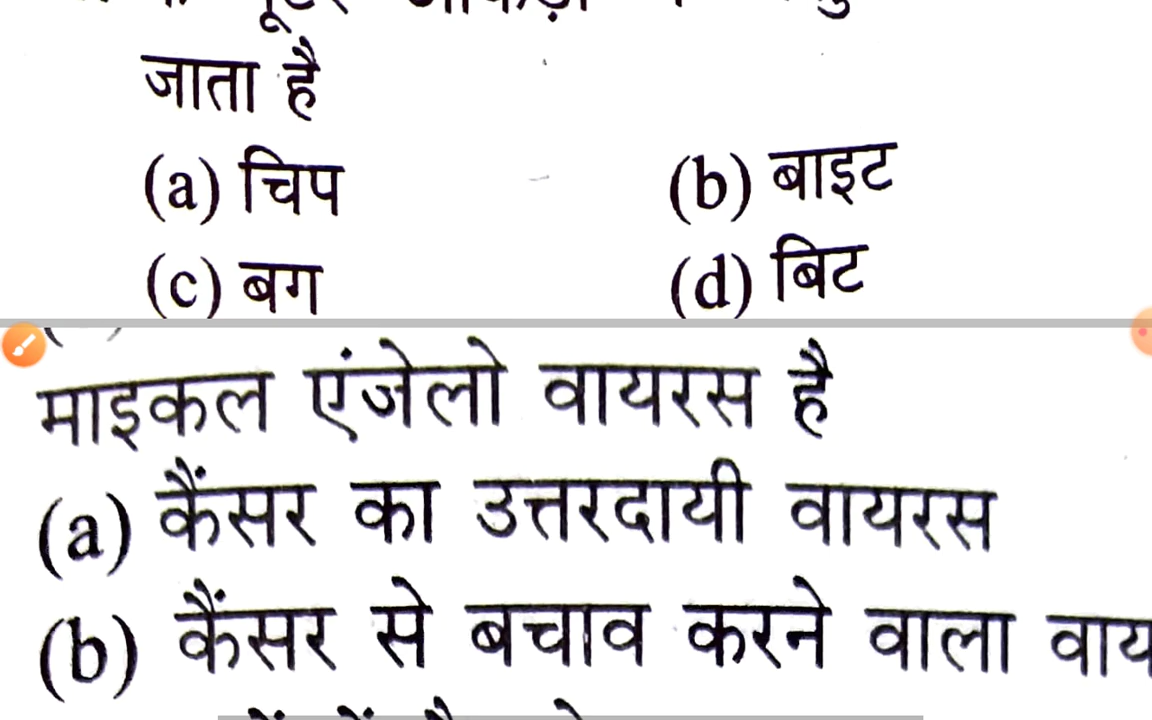 जाता है
(a) चिप (b) बाइट
(c) बग (d) बिट
माइकल एंजेलो वायरस है
(a) कैंसर का उत्तरदायी वायरस
(b) कैंसर से बचाव करने वाला वाय